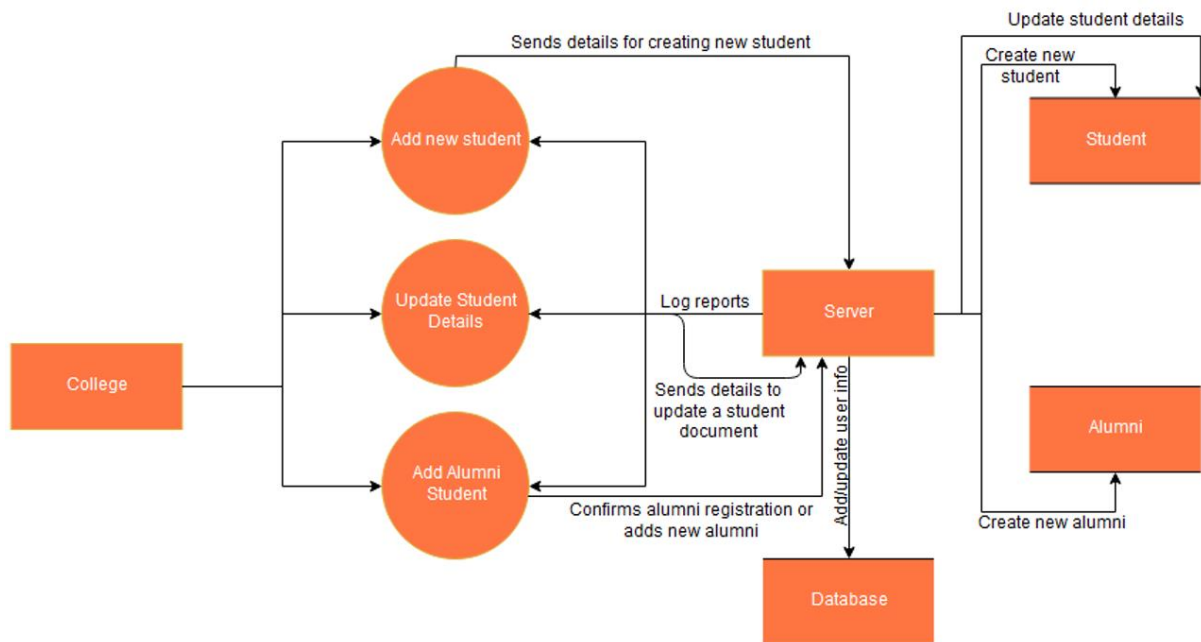 Update student details
Sends details for creating new student
Create new
student
Add new student
Student
Update Student
Details
Log reports
Server
College
Sends details to
update a student
document
Add/update user info
Alumni
Add Alumni
Student
Confirms alumni registration or
adds new alumni
Create new alumni
Database